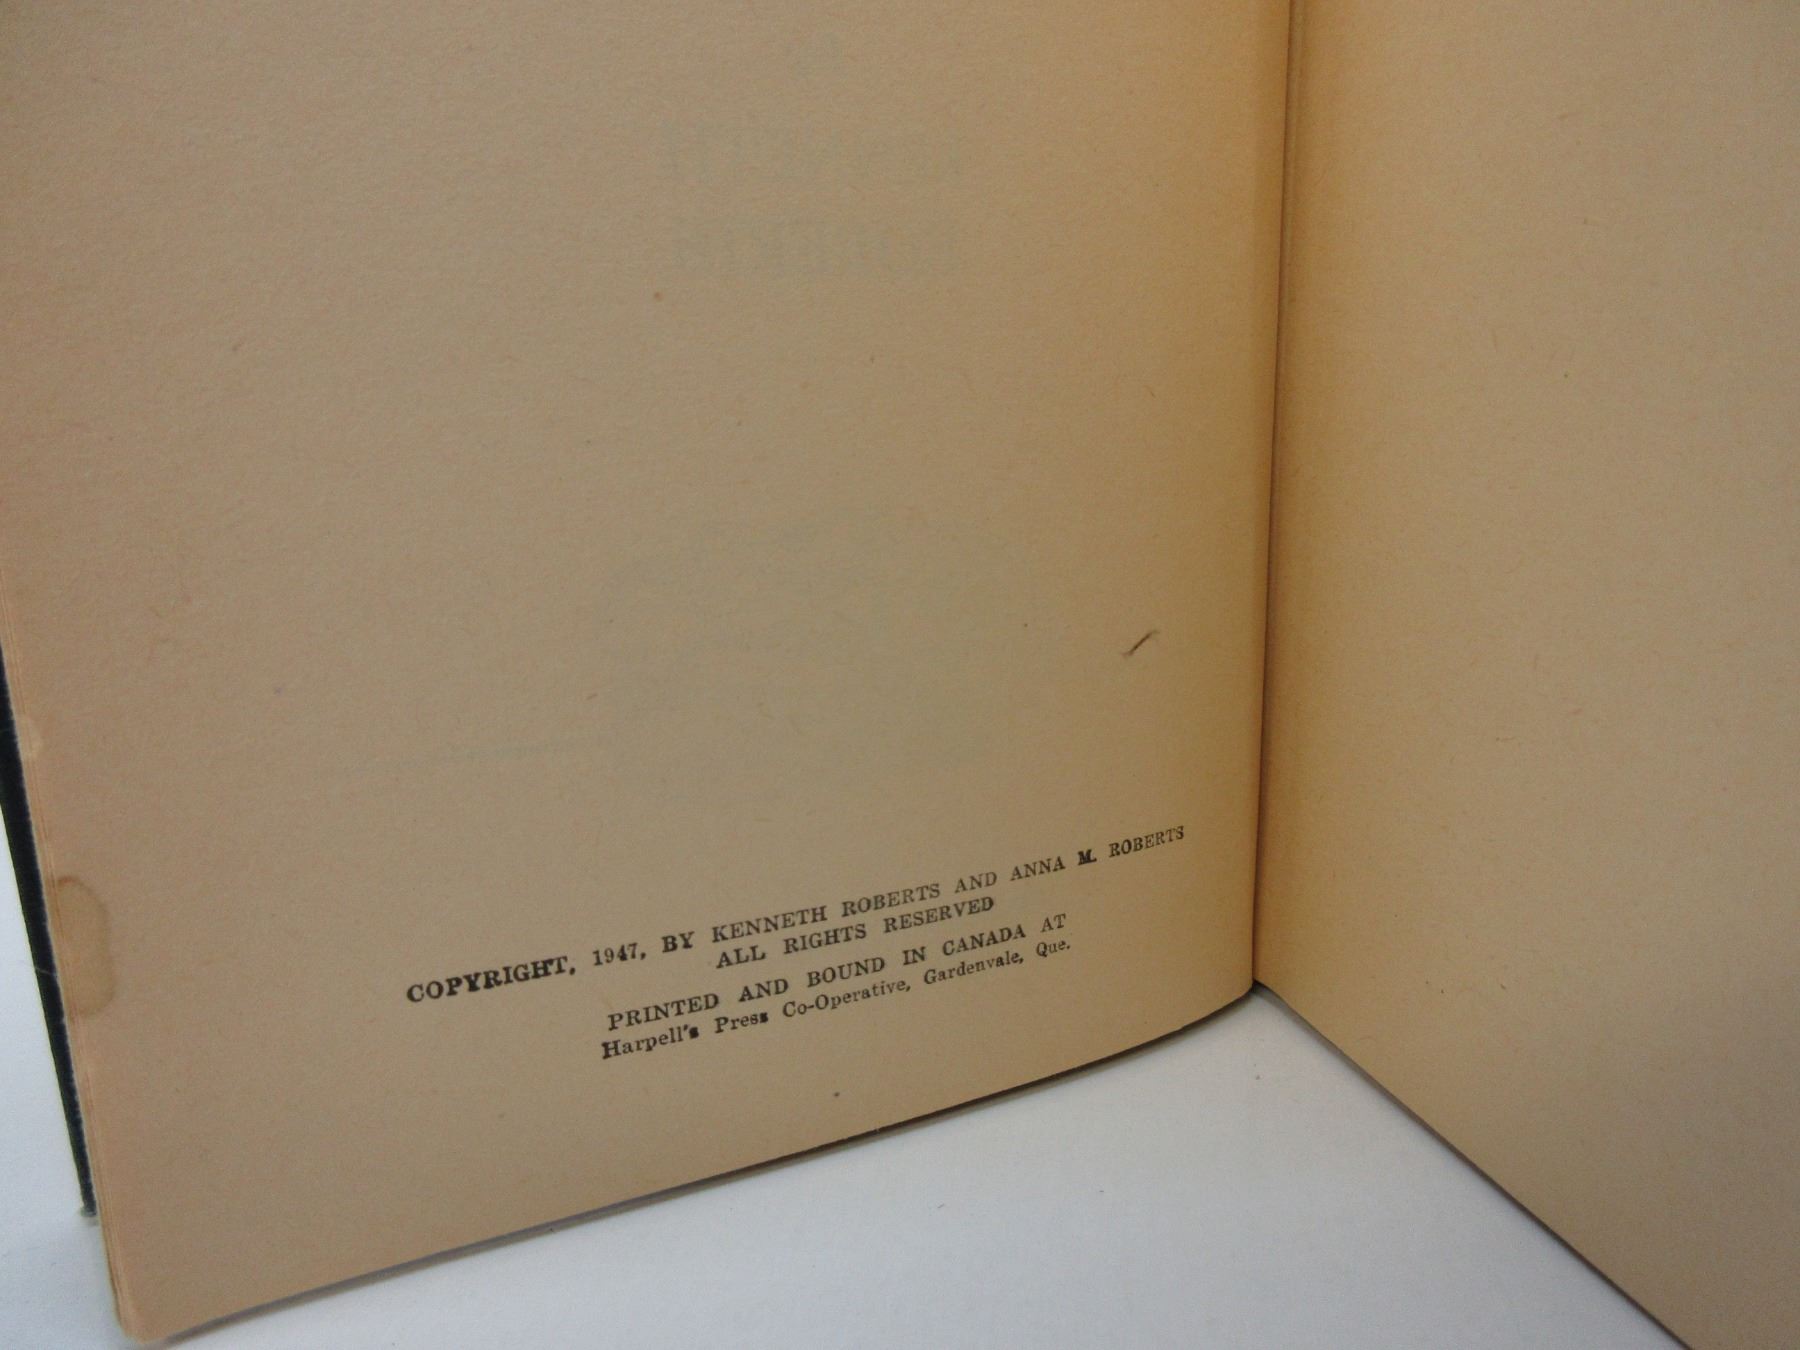 COPYRIGHT, 1947, BY KENNETH ROBERTS AND ANNA M. ROBERTS
ALL RIGHTS RESERVED
PRINTED AND BOUND IN CANADA AT
Harpell's Press Co-Operative, Gardenvale, Que.